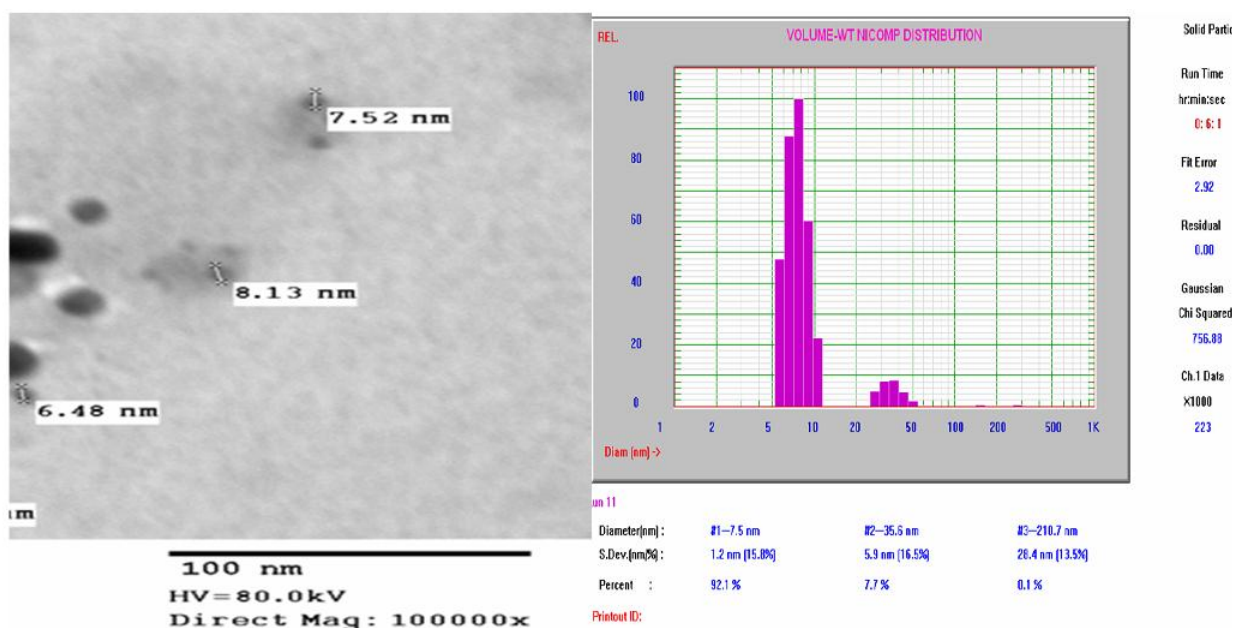 7.52 nm
8.13 nm
6.48 nm
100 nm
HV=80.0kV
Direct Mag: 100000x
REL.
VOLUME-WT NICOMP DISTRIBUTION
100
80
60
40
20
0
1 2 5 10 20 50 100 200 500 1K
Diam (nm) ->
Solid
Run Time
hr:min:sec
0: 6: 1
Fit Error
2.92
Residual
0.00
Gaussian
Chi Squared
756.88
Ch.1 Data
X1000
223
un 11
Diameter(nm) : #1--7.5 nm #2--35.6 nm #3--210.7 nm
S.Dev.(nm/%) : 1.2 nm (15.8%) 5.9 nm (16.5%) 28.4 nm (13.5%)
Percent : 92.1 % 7.7 % 0.1 %
Printout ID: